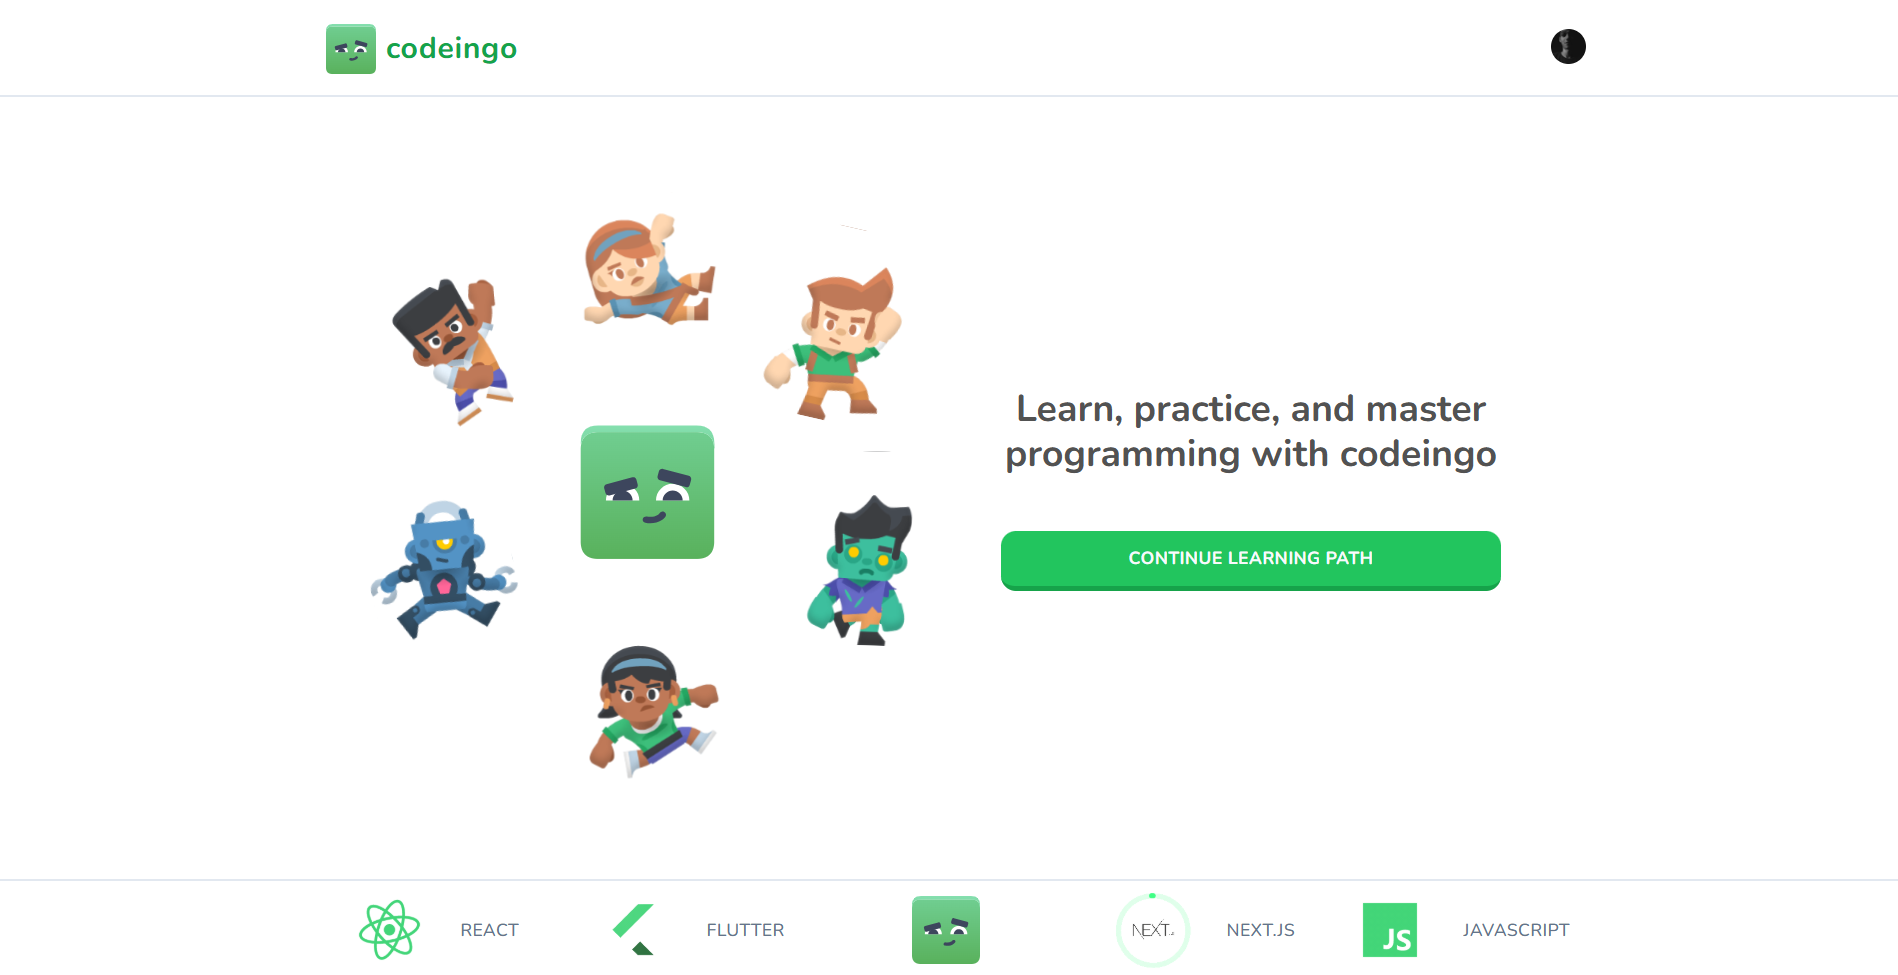 codeingo
Learn, practice, and master
programming with codeingo
CONTINUE LEARNING PATH
REACT
FLUTTER
NEXT.
NEXT.JS
JS
JAVASCRIPT